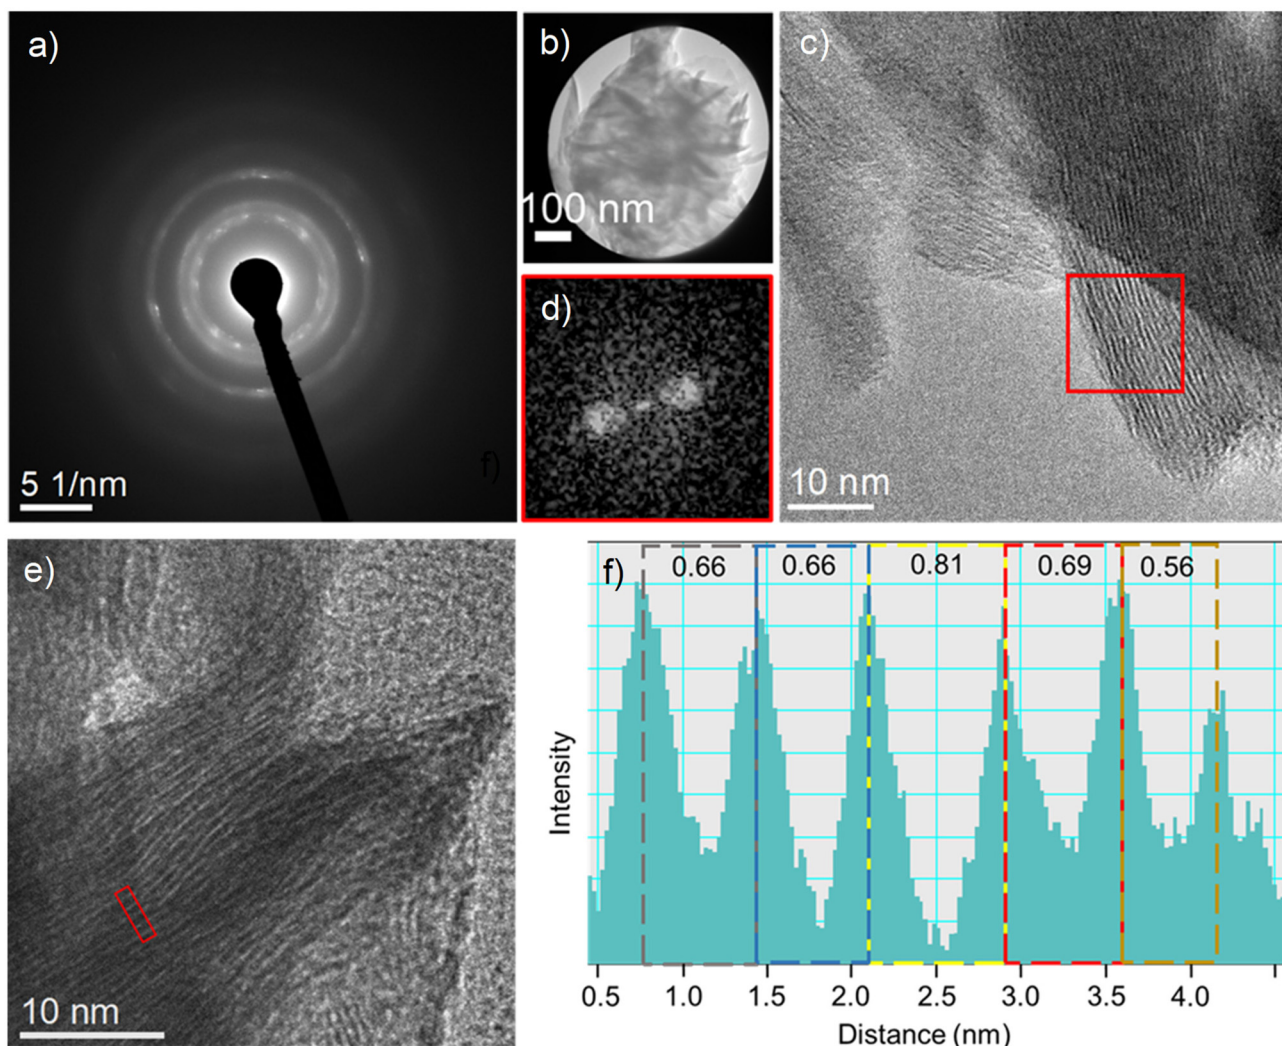 a)
5 1/nm
f)
b)
100 nm
c)
10 nm
d)
e)
10 nm
f)
0.66
0.66
0.81
0.69
0.56
Intensity
0.5
1.0
1.5
2.0
2.5
3.0
3.5
4.0
Distance (nm)